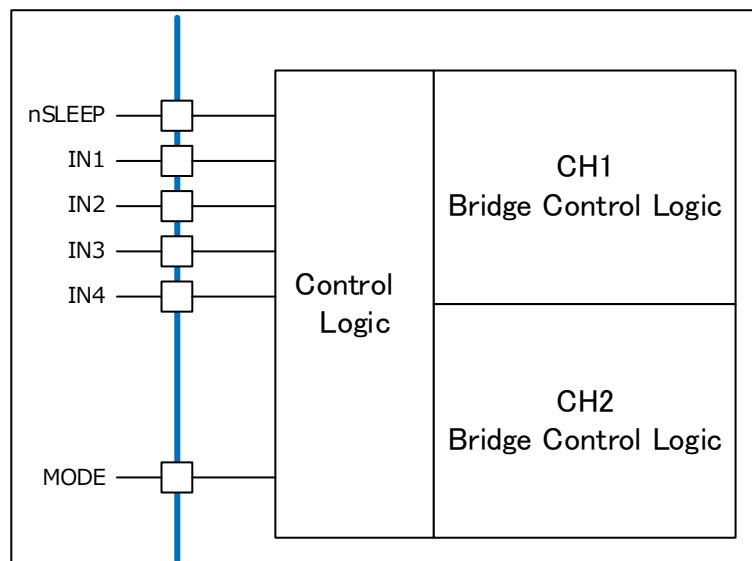 nSLEEP
IN1
IN2
IN3
IN4
MODE
Control
Logic
CH1
Bridge Control Logic
CH2
Bridge Control Logic